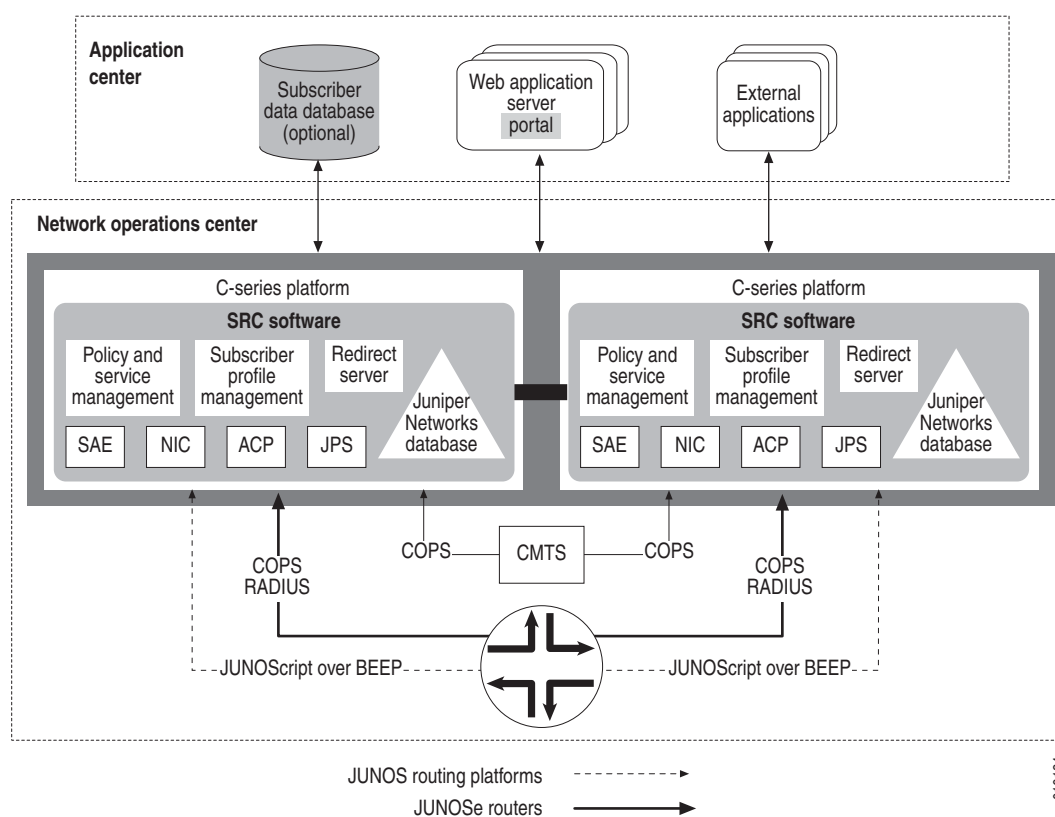 Application
center
Subscriber
data database
(optional)
Web application
server
portal
External
applications
Network operations center
C-series platform
SRC software
Policy and
service
management
Subscriber
profile
management
Redirect
server
Juniper
Networks
database
SAE
NIC
ACP
JPS
C-series platform
SRC software
Policy and
service
management
Subscriber
profile
management
Redirect
server
Juniper
Networks
database
SAE
NIC
ACP
JPS
COPS
CMTS
COPS
COPS
RADIUS
COPS
RADIUS
JUNOScript over BEEP
JUNOScript over BEEP
JUNOS routing platforms
JUNOSe routers